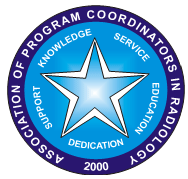 ASSOCIATION OF PROGRAM COORDINATORS IN RADIOLOGY
2000
KNOWLEDGE
SERVICE
EDUCATION
DEDICATION
SUPPORT